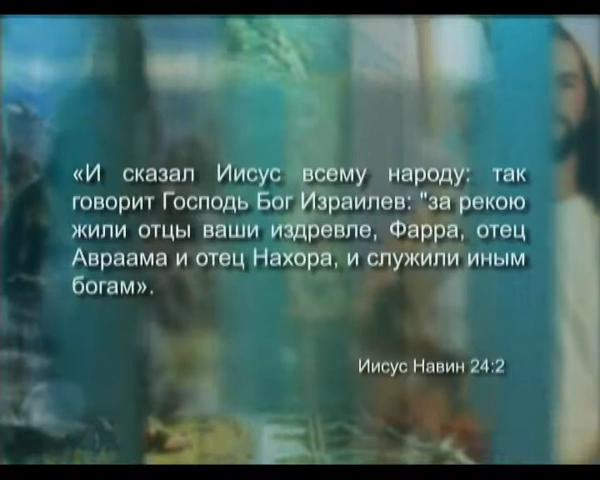 «И сказал Иисус всему народу: так
говорит Господь Бог Израилев: "за рекою
жили отцы ваши издревле, Фарра, отец
Авраама и отец Нахора, и служили иным
богам».
Иисус Навин 24:2